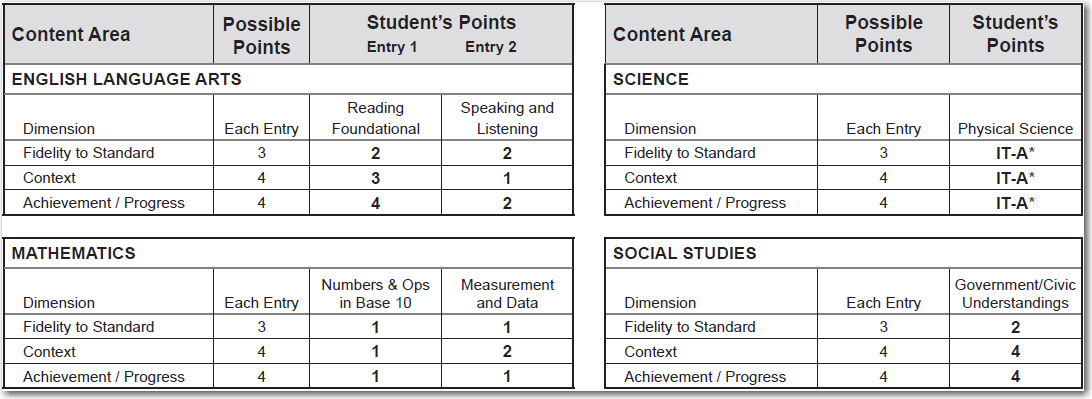 Content Area Possible Points Student's Points
Entry 1 Entry 2
ENGLISH LANGUAGE ARTS
Dimension Each Entry Reading Foundational Speaking and Listening
Fidelity to Standard 3 2 2
Context 4 3 1
Achievement / Progress 4 4 2
MATHEMATICS
Dimension Each Entry Numbers & Ops in Base 10 Measurement and Data
Fidelity to Standard 3 1 1
Context 4 1 2
Achievement / Progress 4 1 1
Content Area Possible Points Student's Points
SCIENCE
Dimension Each Entry Physical Science
Fidelity to Standard 3 IT-A*
Context 4 IT-A*
Achievement / Progress 4 IT-A*
SOCIAL STUDIES
Dimension Each Entry Government/Civic Understandings
Fidelity to Standard 3 2
Context 4 4
Achievement / Progress 4 4